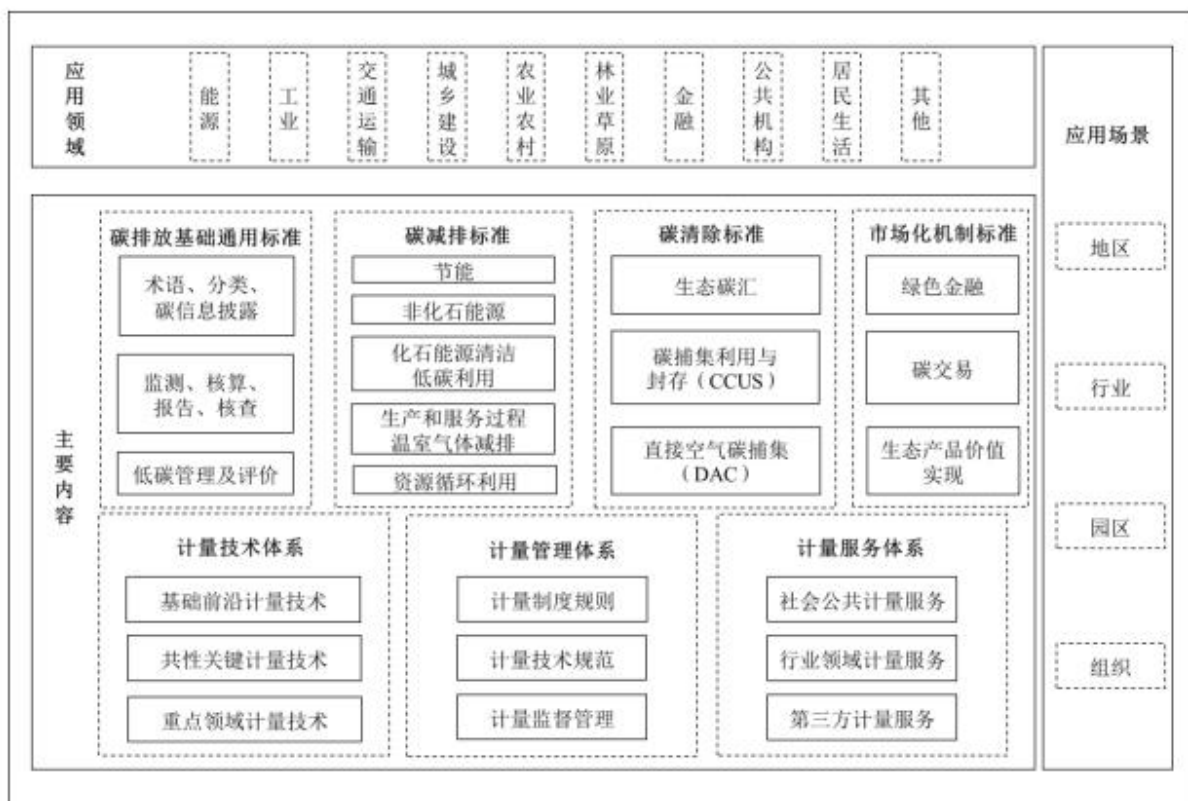 应用领域
能源
工业
交通运输
城乡建设
农业农村
林业草原
金融
公共机构
居民生活
其他
应用场景
地区
行业
园区
组织
主要内容
碳排放基础通用标准
术语、分类、
碳信息披露
监测、核算、
报告、核查
低碳管理及评价
碳减排标准
节能
非化石能源
化石能源清洁
低碳利用
生产和服务过程
温室气体减排
资源循环利用
碳清除标准
生态碳汇
碳捕集利用与
封存（CCUS）
直接空气碳捕集
（DAC）
市场化机制标准
绿色金融
碳交易
生态产品价值
实现
计量技术体系
基础前沿计量技术
共性关键计量技术
重点领域计量技术
计量管理体系
计量制度规则
计量技术规范
计量监督管理
计量服务体系
社会公共计量服务
行业领域计量服务
第三方计量服务